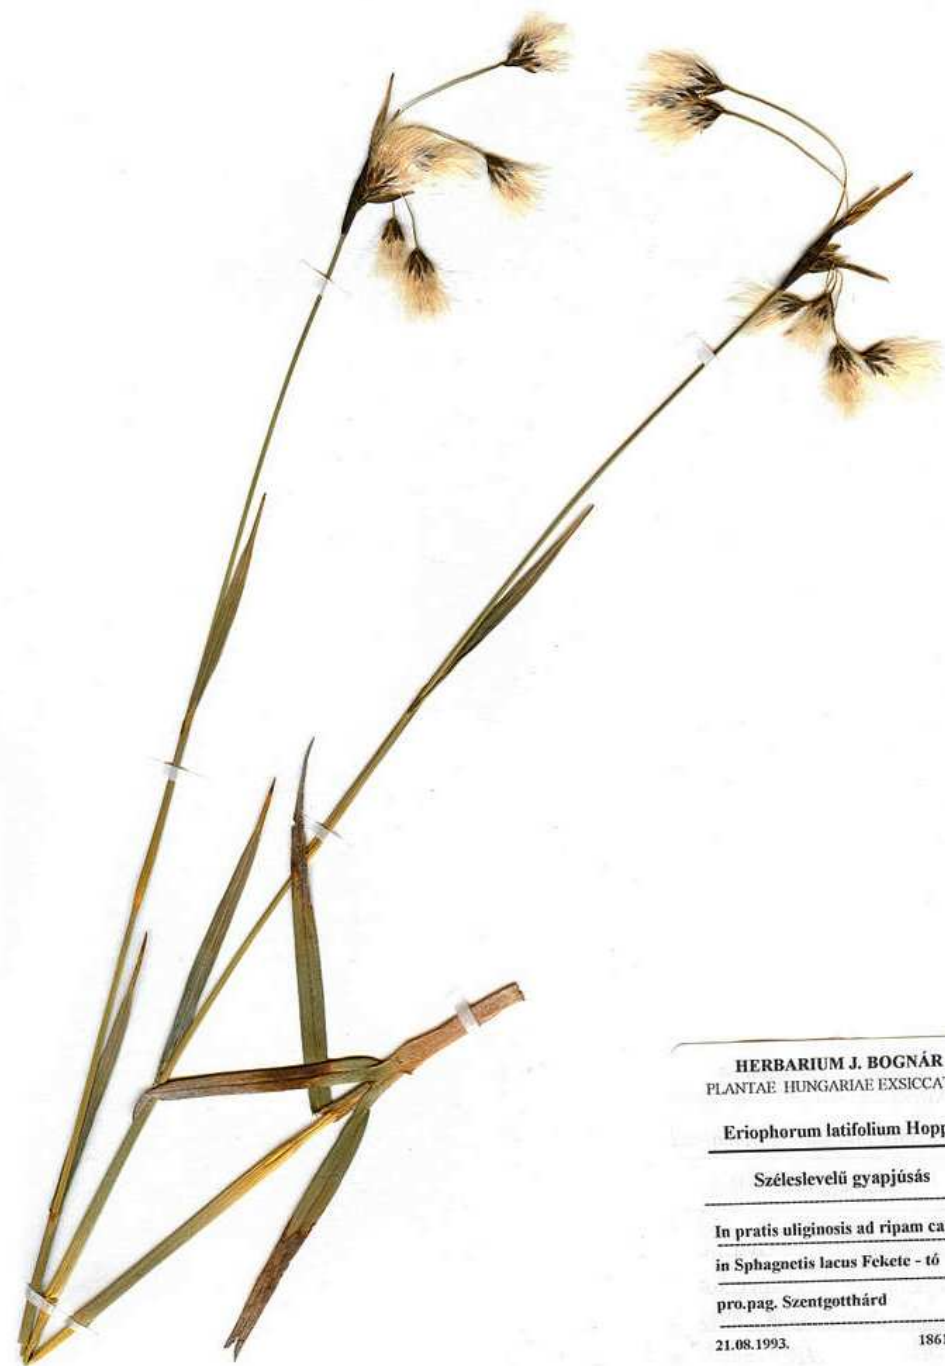 HERBARIUM J. BOGNÁR
PLANTAE HUNGARIAE EXSICCA
Eriophorum latifolium Hopp
Széleslevelű gyapjúsás
In pratis uliginosis ad ripam ca
in Sphagnetis lacus Fekete - tó
pro.pag. Szentgotthárd
21.08.1993. 1861